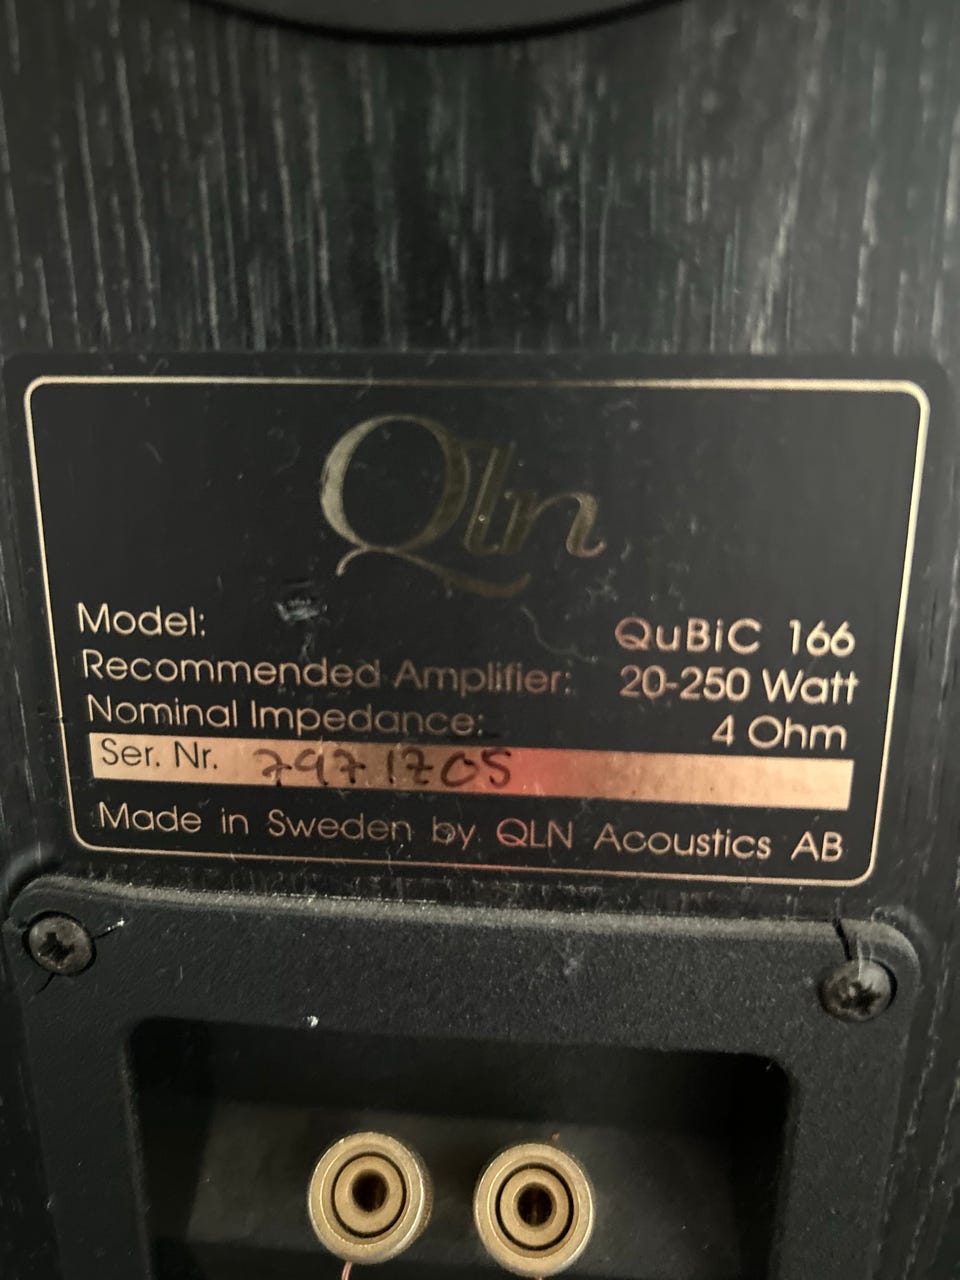 Qln
Model: QuBiC 166
Recommended Amplifier: 20-250 Watt
Nominal Impedance: 4 Ohm
Ser. Nr. 7971205
Made in Sweden by QLN Acoustics AB